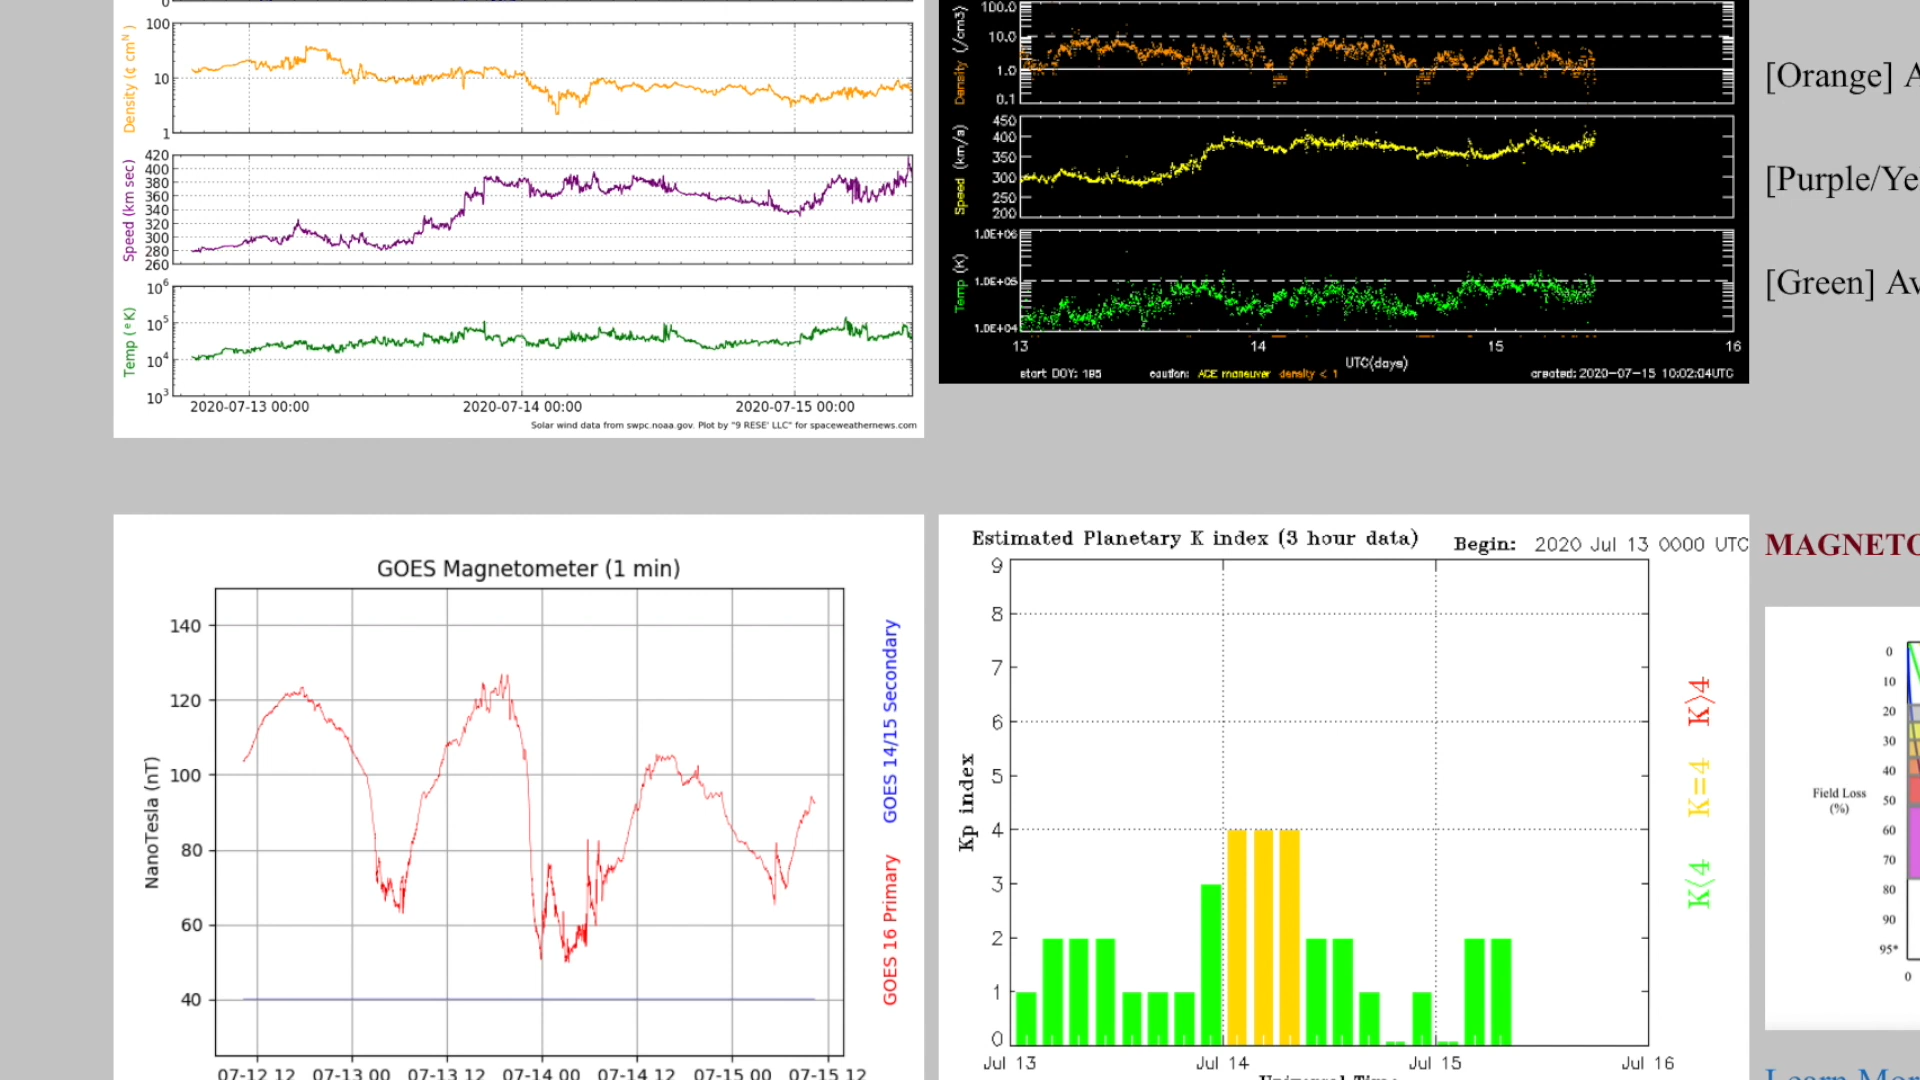 0
100
10
1
Density (¢ cmᴺ )
420
400
380
360
340
320
300
280
260
Speed (km sec)
10⁶
10⁵
10⁴
10³
Temp (°K)
2020-07-13 00:00
2020-07-14 00:00
2020-07-15 00:00
Solar wind data from swpc.noaa.gov. Plot by "9 RESE' LLC" for spaceweathernews.com
100.0
10.0
1.0
0.1
Density (/cm3)
450
400
350
300
250
200
Speed (km/s)
1.0E+06
1.0E+05
1.0E+04
Temp (K)
13
14
15
16
UTC(days)
start DOY: 195
caution: ACE maneuver density < 1
created: 2020-07-15 10:02:04UTC
[Orange] A
[Purple/Ye
[Green] Av
GOES Magnetometer (1 min)
140
120
100
80
60
40
NanoTesla (nT)
07-12 12
07-13 00
07-13 12
07-14 00
07-14 12
07-15 00
07-15 12
GOES 14/15 Secondary
GOES 16 Primary
Estimated Planetary K index (3 hour data)
Begin: 2020 Jul 13 0000 UTC
9
8
7
6
5
4
3
2
1
0
Kp index
Jul 13
Jul 14
Jul 15
Jul 16
Universal Time
K>4
K=4
K<4
MAGNETO
0
10
20
30
40
50
60
70
80
90
95*
0
Field Loss
(%)
Learn Mor